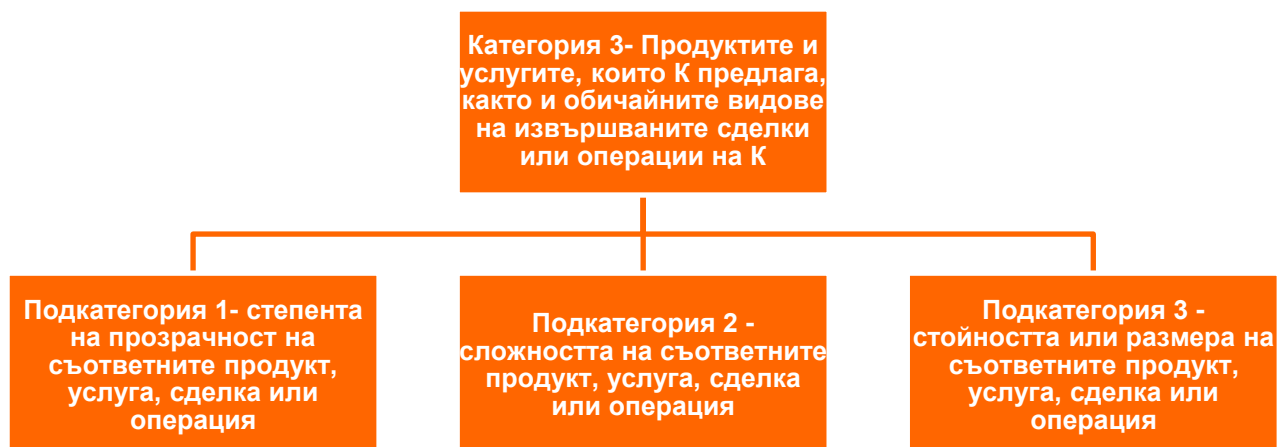 Категория 3- Продуктите и
услугите, които К предлага,
както и обичайните видове
на извършваните сделки
или операции на К
Подкатегория 1- степента
на прозрачност на
съответните продукт,
услуга, сделка или
операция
Подкатегория 2 -
сложността на съответните
продукт, услуга, сделка
или операция
Подкатегория 3 -
стойността или размера на
съответните продукт,
услуга, сделка или
операция